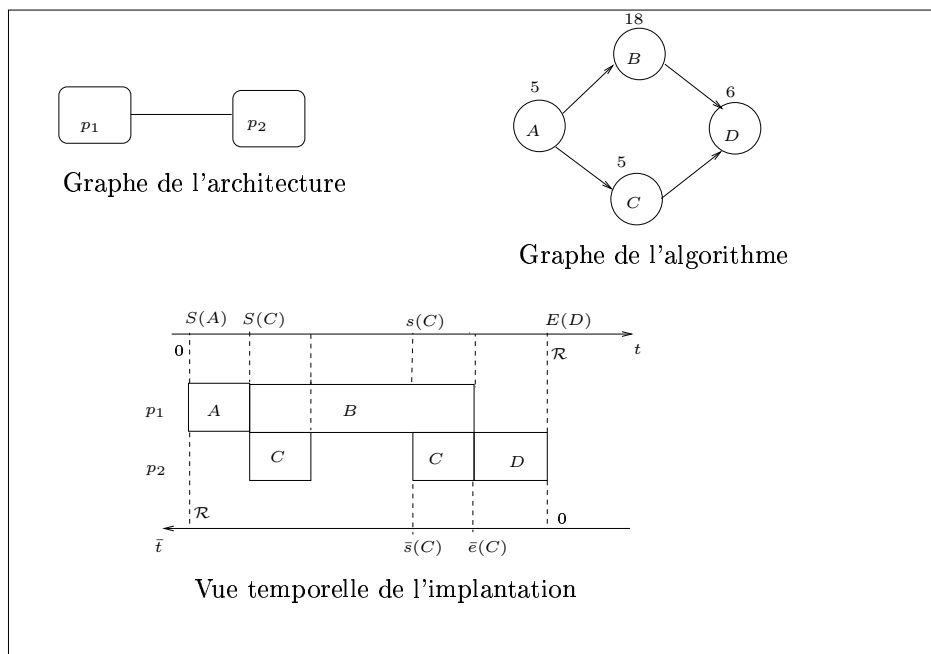 18
B
5
6
p1
p2
A
D
5
C
Graphe de l'architecture
Graphe de l'algorithme
S(A) S(C) s(C) E(D)
0 R t
p1 A B
p2 C C D
R 0
t̄ s̄(C) ē(C)
Vue temporelle de l'implantation